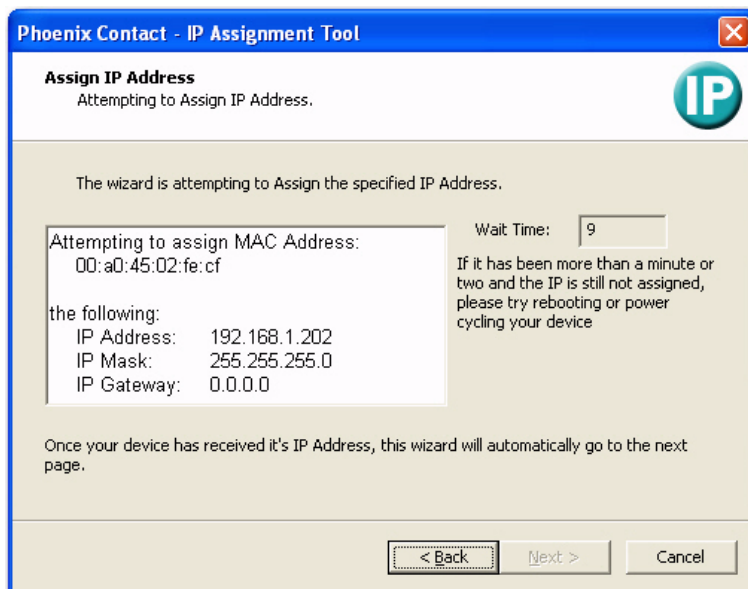 Phoenix Contact - IP Assignment Tool
Assign IP Address
Attempting to Assign IP Address.
IP
The wizard is attempting to Assign the specified IP Address.
Attempting to assign MAC Address:
00:a0:45:02:fe:cf
the following:
IP Address: 192.168.1.202
IP Mask: 255.255.255.0
IP Gateway: 0.0.0.0
Wait Time: 9
If it has been more than a minute or
two and the IP is still not assigned,
please try rebooting or power
cycling your device
Once your device has received it's IP Address, this wizard will automatically go to the next
page.
< Back
Next >
Cancel